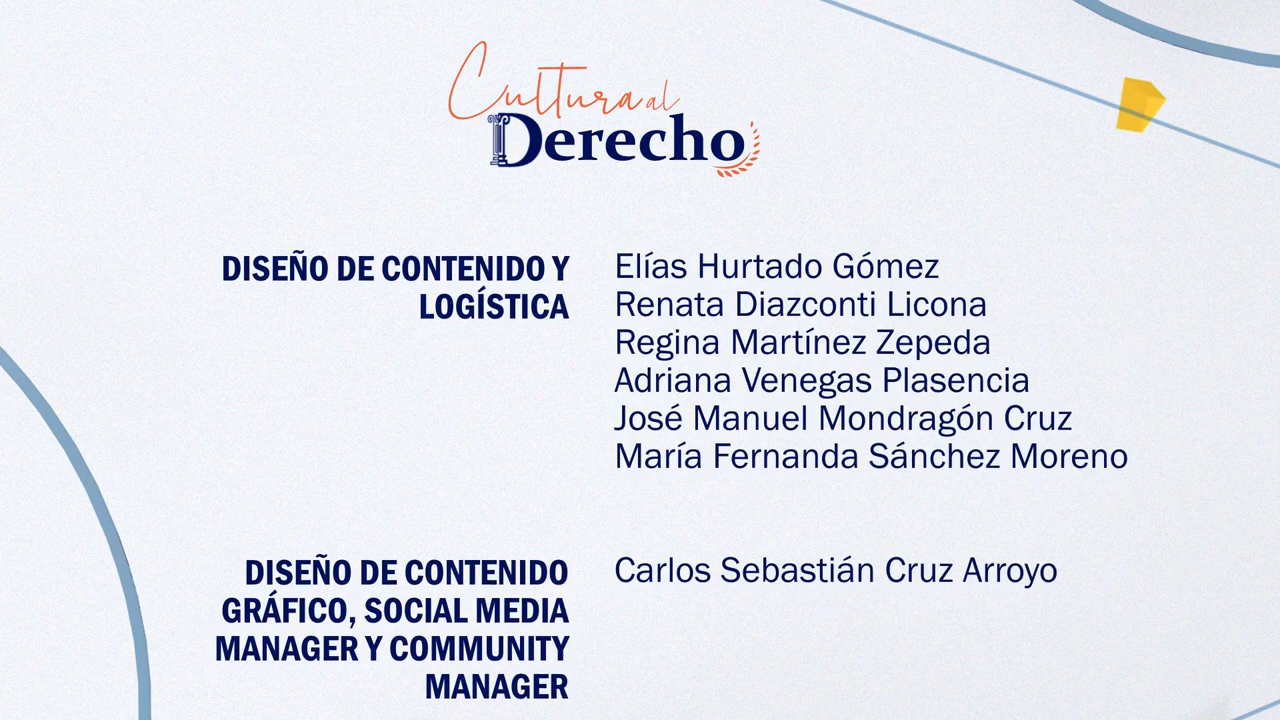 Cultura al
Derecho
DISEÑO DE CONTENIDO Y
LOGÍSTICA
Elías Hurtado Gómez
Renata Diazconti Licona
Regina Martínez Zepeda
Adriana Venegas Plasencia
José Manuel Mondragón Cruz
María Fernanda Sánchez Moreno
DISEÑO DE CONTENIDO
GRÁFICO, SOCIAL MEDIA
MANAGER Y COMMUNITY
MANAGER
Carlos Sebastián Cruz Arroyo